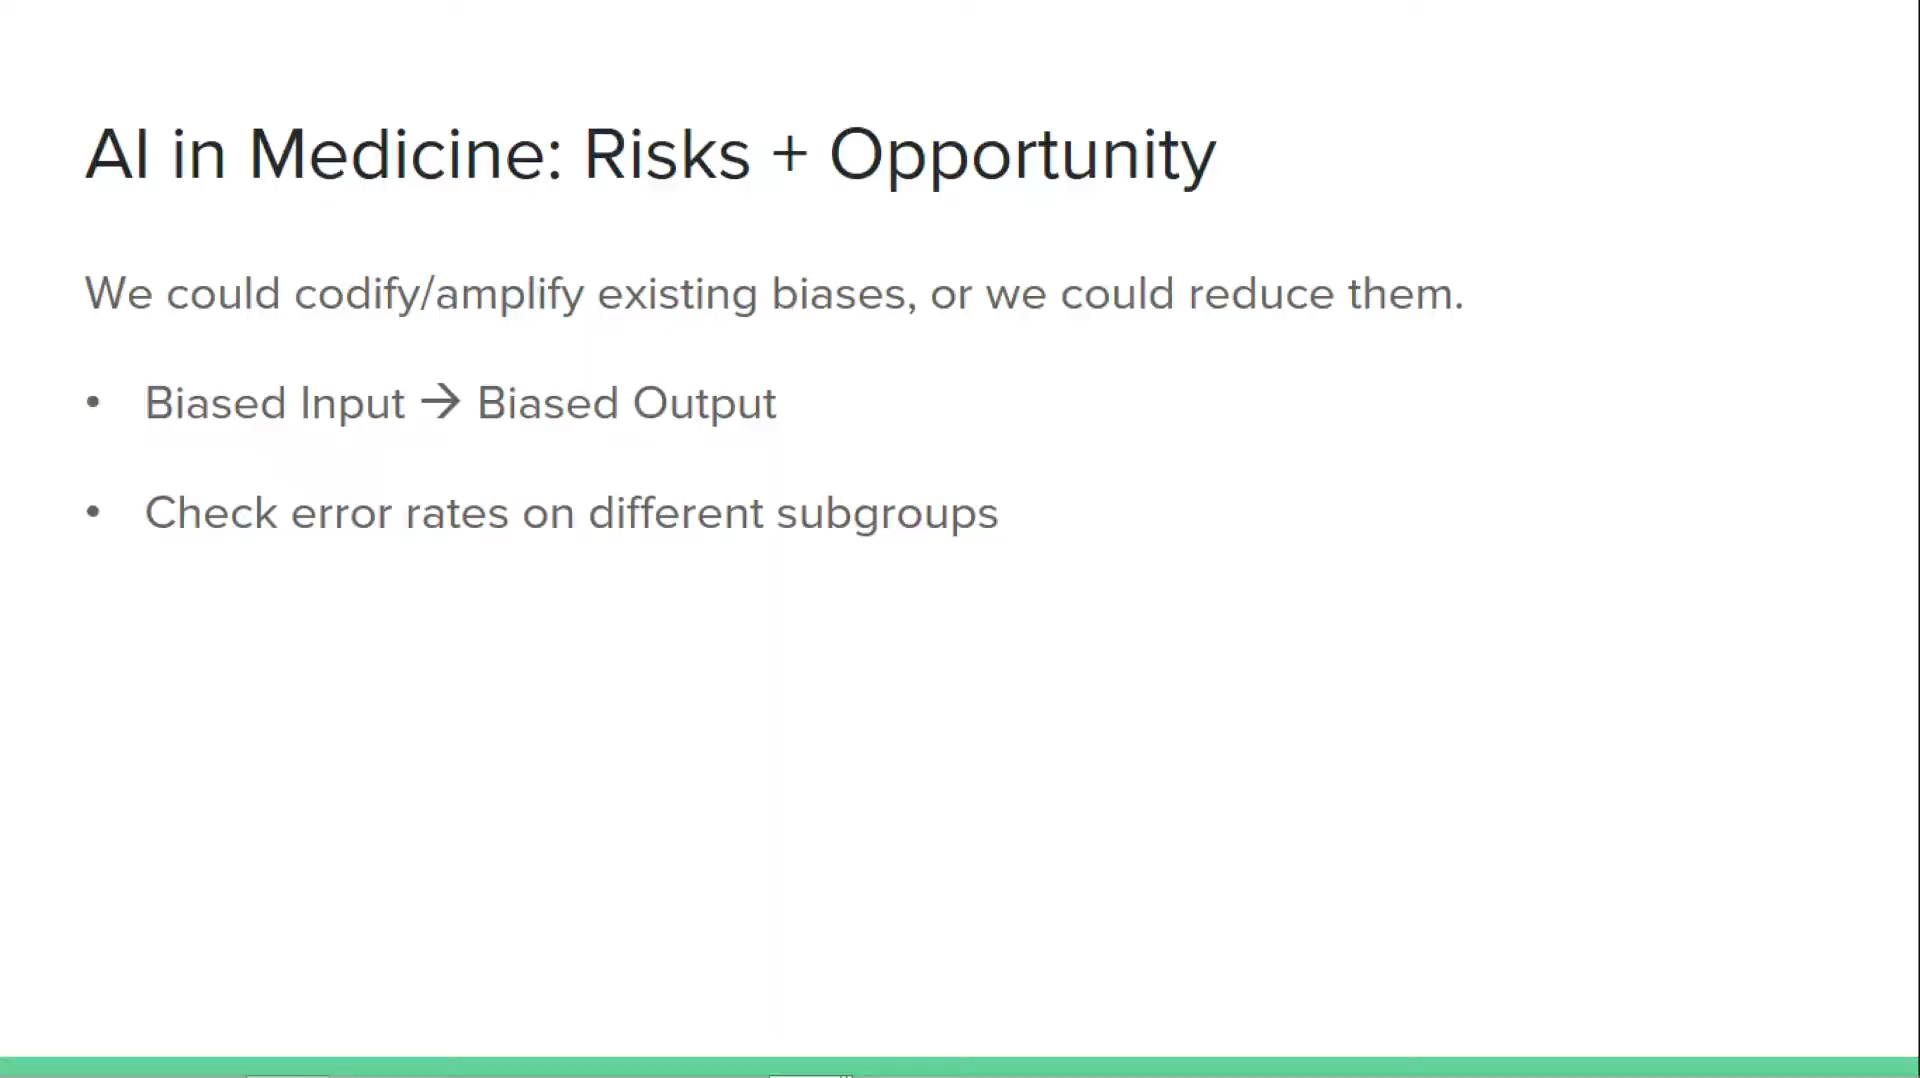 AI in Medicine: Risks + Opportunity
We could codify/amplify existing biases, or we could reduce them.
• Biased Input → Biased Output
• Check error rates on different subgroups